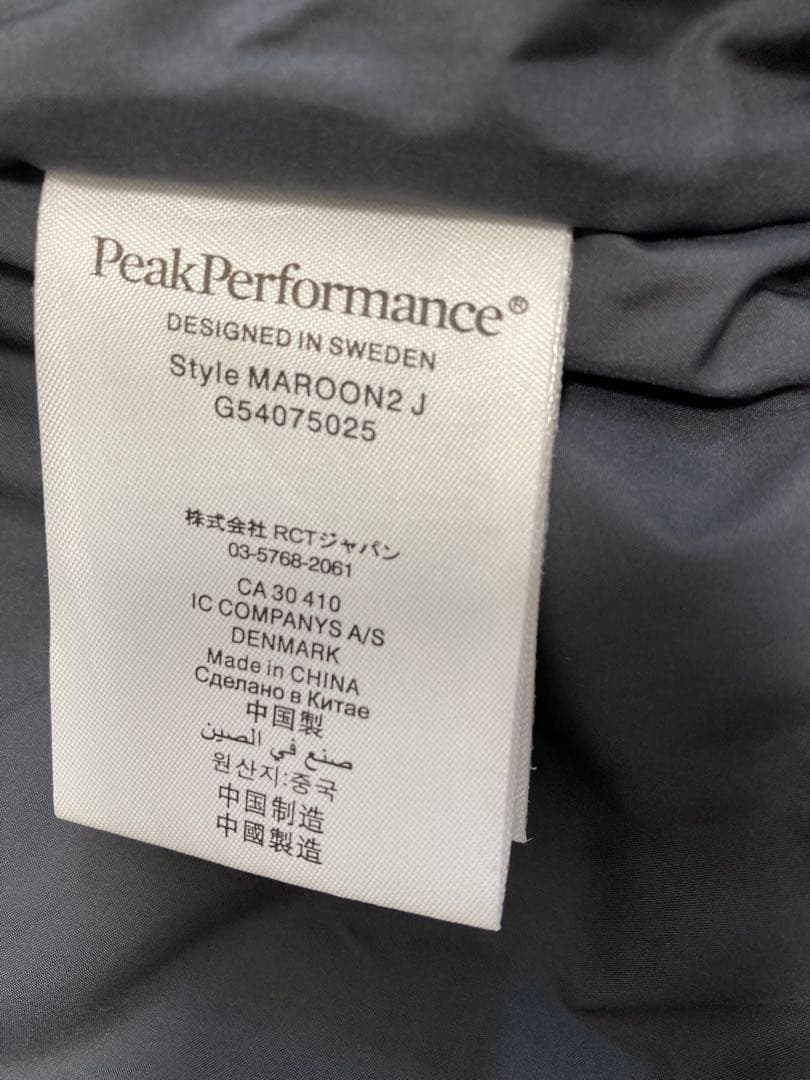 PeakPerformance®
DESIGNED IN SWEDEN
Style MAROON2 J
G54075025
株式会社 RCTジャパン
03-5768-2061
CA 30 410
IC COMPANYS A/S
DENMARK
Made in CHINA
Сделано в Китае
中国製
صنع في الصين
원산지:중국
中国制造
中國製造